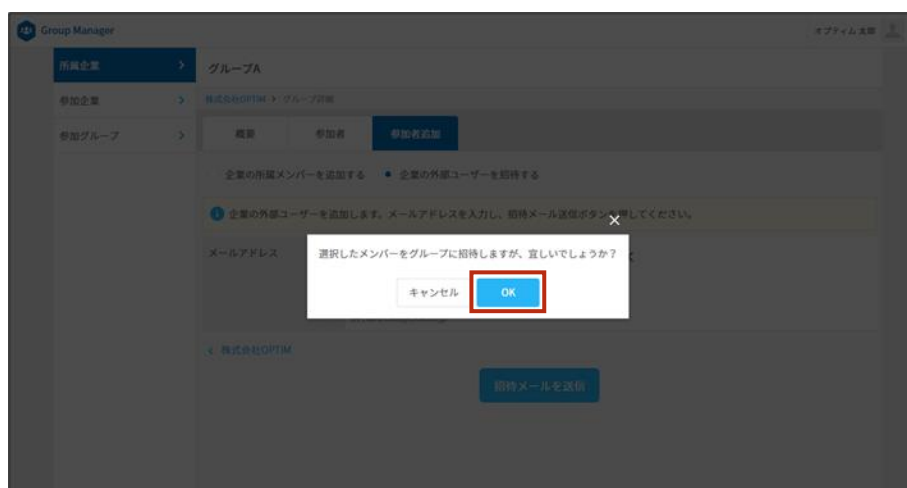 Group Manager
オプティム 太郎
所属企業
グループA
参加企業
株式会社OPTIM > グループ詳細
参加グループ
概要
参加者
参加者追加
企業の所属メンバーを追加する
企業の外部ユーザーを招待する
企業の外部ユーザーを追加します。メールアドレスを入力し、招待メール送信ボタンを押してください。
メールアドレス
選択したメンバーをグループに招待しますが、宜しいでしょうか？
キャンセル
OK
株式会社OPTIM
招待メールを送信